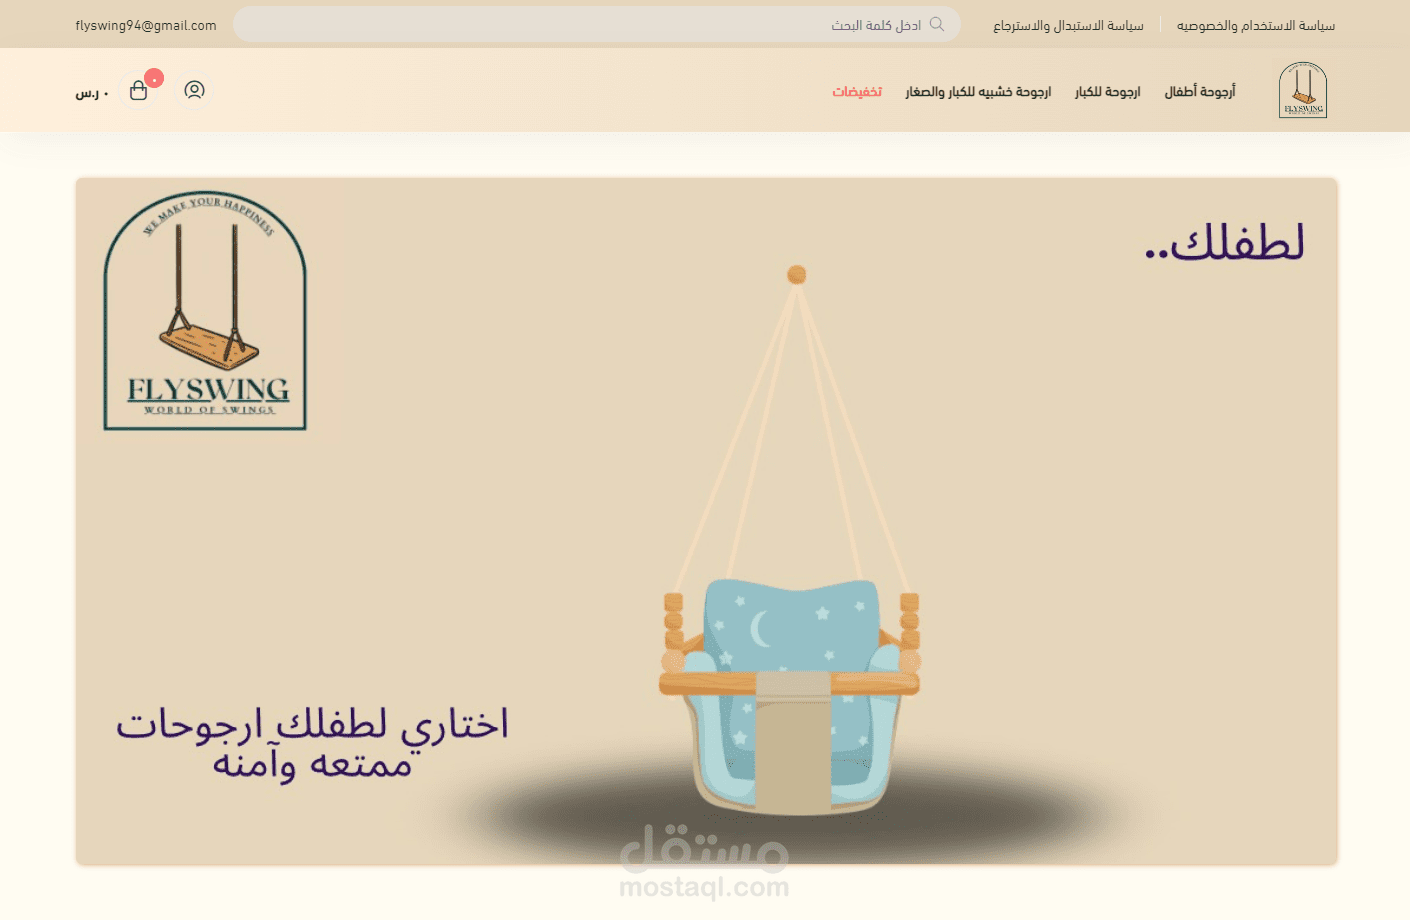 سياسة الاستخدام والخصوصيه
سياسة الاستبدال والاسترجاع
ادخل كلمة البحث
flyswing94@gmail.com
FLYSWING
أرجوحة أطفال
ارجوحة للكبار
ارجوحة خشبيه للكبار والصغار
تخفيضات
٠
٠ ر.س
لطفلك..
WE MAKE YOUR HAPPINESS
FLYSWING
WORLD OF SWINGS
اختاري لطفلك ارجوحات
ممتعه وآمنه
مستقل
mostaql.com